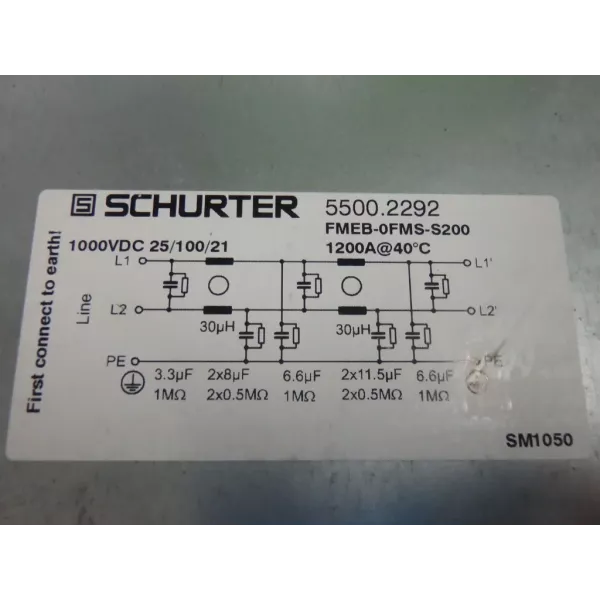 SCHURTER 5500.2292
FMEB-0FMS-S200
1000VDC 25/100/21 1200A@40°C
First connect to earth!
Line
L1 L1'
L2 L2'
30µH 30µH
PE PE
3.3µF 2x8µF 6.6µF 2x11.5µF 6.6µF
1MΩ 2x0.5MΩ 1MΩ 2x0.5MΩ 1MΩ
SM1050